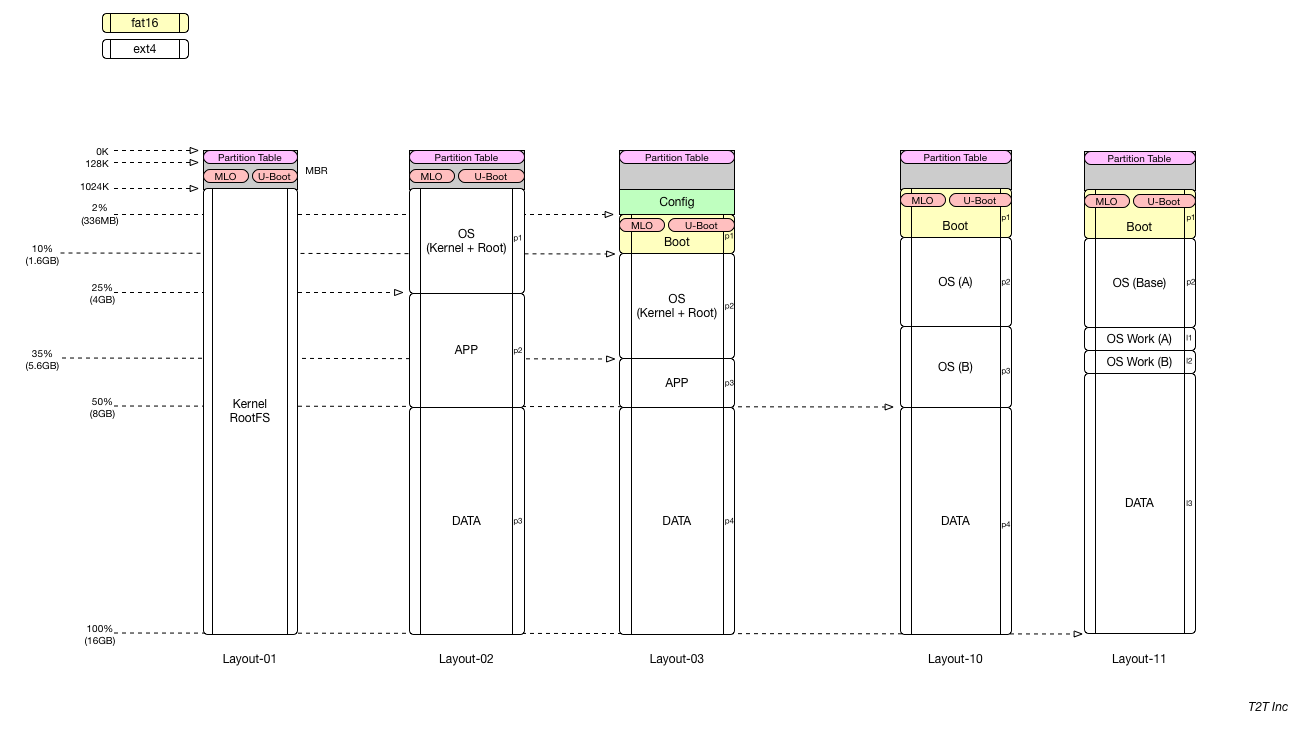 fat16
ext4
0K
128K
1024K
2%
(336MB)
10%
(1.6GB)
25%
(4GB)
35%
(5.6GB)
50%
(8GB)
100%
(16GB)
Partition Table
MLO U-Boot
MBR
Kernel
RootFS
Layout-01
Partition Table
MLO U-Boot
OS
(Kernel + Root)
p1
APP
p2
DATA
p3
Layout-02
Partition Table
Config
MLO U-Boot
Boot
p1
OS
(Kernel + Root)
p2
APP
p3
DATA
p4
Layout-03
Partition Table
MLO U-Boot
Boot
p1
OS (A)
p2
OS (B)
p3
DATA
p4
Layout-10
Partition Table
MLO U-Boot
Boot
p1
OS (Base)
p2
OS Work (A)
l1
OS Work (B)
l2
DATA
l3
Layout-11
T2T Inc